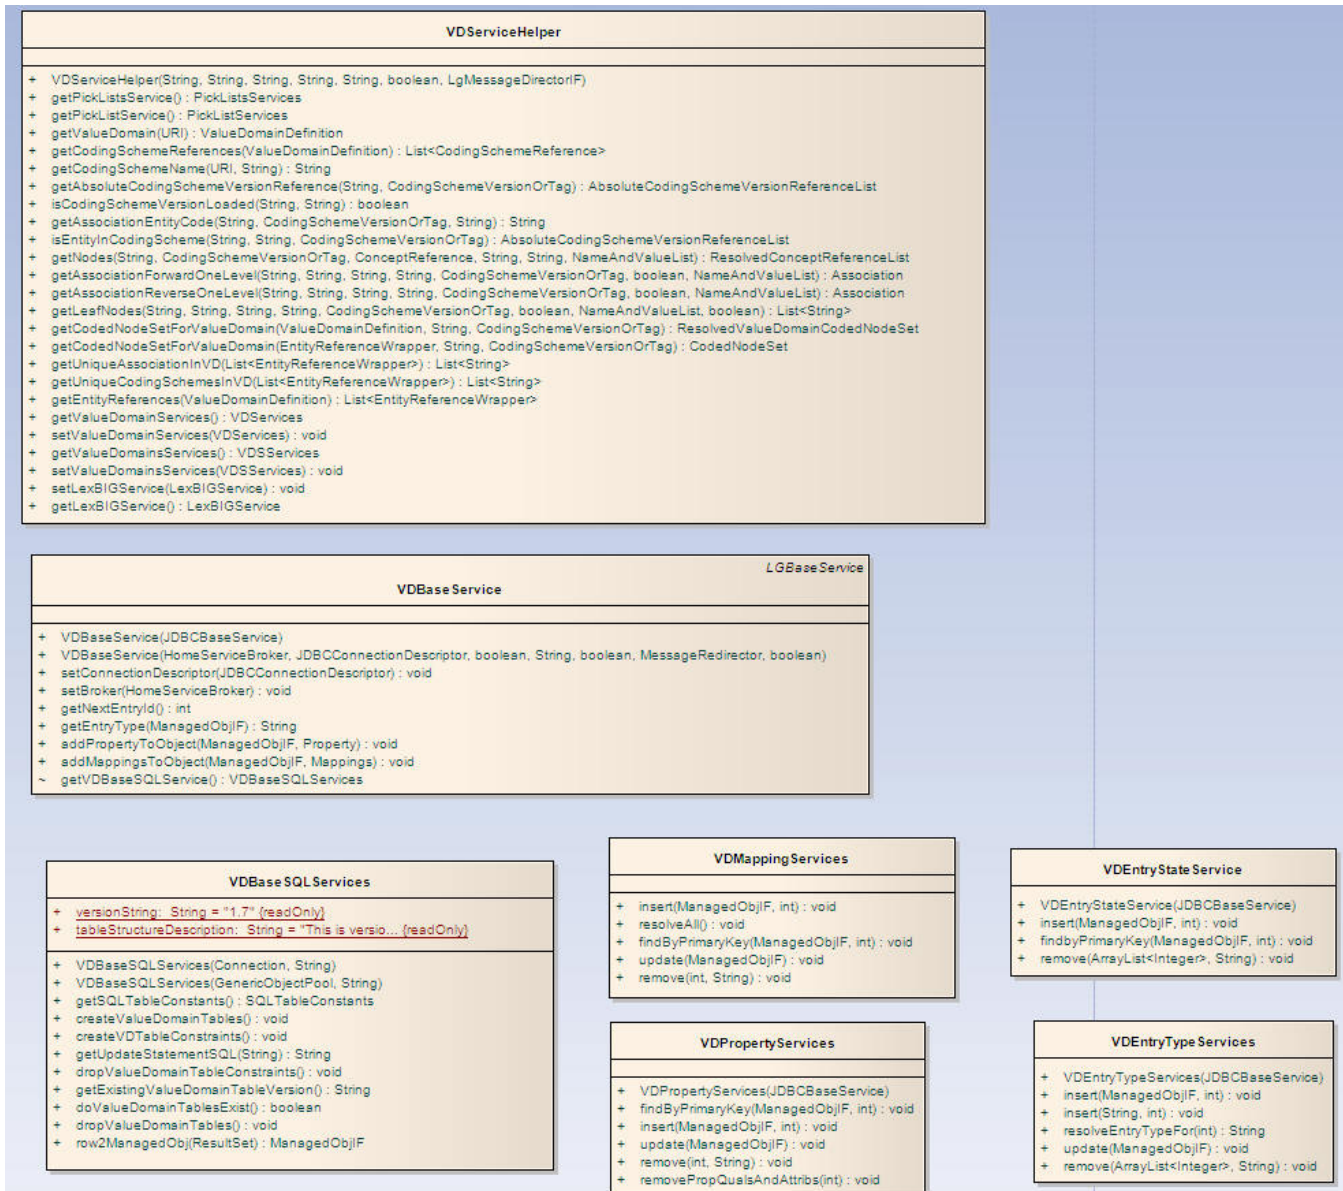 VDServiceHelper
+ VDServiceHelper(String, String, String, String, String, boolean, LgMessageDirectorIF)
+ getPickListsService() : PickListsServices
+ getPickListService() : PickListServices
+ getValueDomain(URI) : ValueDomainDefinition
+ getCodingSchemeReferences(ValueDomainDefinition) : List<CodingSchemeReference>
+ getCodingSchemeName(URI, String) : String
+ getAbsoluteCodingSchemeVersionReference(String, CodingSchemeVersionOrTag) : AbsoluteCodingSchemeVersionReferenceList
+ isCodingSchemeVersionLoaded(String, String) : boolean
+ getAssociationEntityCode(String, CodingSchemeVersionOrTag, String) : String
+ isEntityInCodingScheme(String, String, CodingSchemeVersionOrTag) : AbsoluteCodingSchemeVersionReferenceList
+ getNodes(String, CodingSchemeVersionOrTag, ConceptReference, String, String, NameAndValueList) : ResolvedConceptReferenceList
+ getAssociationForwardOneLevel(String, String, String, String, CodingSchemeVersionOrTag, boolean, NameAndValueList) : Association
+ getAssociationReverseOneLevel(String, String, String, String, CodingSchemeVersionOrTag, boolean, NameAndValueList) : Association
+ getLeafNodes(String, String, String, String, CodingSchemeVersionOrTag, boolean, NameAndValueList, boolean) : List<String>
+ getCodedNodeSetForValueDomain(ValueDomainDefinition, String, CodingSchemeVersionOrTag) : ResolvedValueDomainCodedNodeSet
+ getCodedNodeSetForValueDomain(EntityReferenceWrapper, String, CodingSchemeVersionOrTag) : CodedNodeSet
+ getUniqueAssociationInVD(List<EntityReferenceWrapper>) : List<String>
+ getUniqueCodingSchemesInVD(List<EntityReferenceWrapper>) : List<String>
+ getEntityReferences(ValueDomainDefinition) : List<EntityReferenceWrapper>
+ getValueDomainServices() : VDServices
+ setValueDomainServices(VDServices) : void
+ getValueDomainsServices() : VDSServices
+ setValueDomainsServices(VDSServices) : void
+ setLexBIGService(LexBIGService) : void
+ getLexBIGService() : LexBIGService
LGBaseService
VDBaseService
+ VDBaseService(JDBCBaseService)
+ VDBaseService(HomeServiceBroker, JDBCConnectionDescriptor, boolean, String, boolean, MessageRedirector, boolean)
+ setConnectionDescriptor(JDBCConnectionDescriptor) : void
+ setBroker(HomeServiceBroker) : void
+ getNextEntryId() : int
+ getEntryType(ManagedObjIF) : String
+ addPropertyToObject(ManagedObjIF, Property) : void
+ addMappingsToObject(ManagedObjIF, Mappings) : void
~ getVDBaseSQLService() : VDBaseSQLServices
VDBaseSQLServices
+ versionString: String = "1.7" {readOnly}
+ tableStructureDescription: String = "This is versio... {readOnly}
+ VDBaseSQLServices(Connection, String)
+ VDBaseSQLServices(GenericObjectPool, String)
+ getSQLTableConstants() : SQLTableConstants
+ createValueDomainTables() : void
+ createVDTableConstraints() : void
+ getUpdateStatementSQL(String) : String
+ dropValueDomainTableConstraints() : void
+ getExistingValueDomainTableVersion() : String
+ doValueDomainTablesExist() : boolean
+ dropValueDomainTables() : void
+ row2ManagedObj(ResultSet) : ManagedObjIF
VDMappingServices
+ insert(ManagedObjIF, int) : void
+ resolveAll() : void
+ findByPrimaryKey(ManagedObjIF, int) : void
+ update(ManagedObjIF) : void
+ remove(int, String) : void
VDPropertyServices
+ VDPropertyServices(JDBCBaseService)
+ findByPrimaryKey(ManagedObjIF, int) : void
+ insert(ManagedObjIF, int) : void
+ update(ManagedObjIF) : void
+ remove(int, String) : void
+ removePropQualsAndAttribs(int) : void
VDEntryStateService
+ VDEntryStateService(JDBCBaseService)
+ insert(ManagedObjIF, int) : void
+ findbyPrimaryKey(ManagedObjIF, int) : void
+ remove(ArrayList<Integer>, String) : void
VDEntryTypeServices
+ VDEntryTypeServices(JDBCBaseService)
+ insert(ManagedObjIF, int) : void
+ insert(String, int) : void
+ resolveEntryTypeFor(int) : String
+ update(ManagedObjIF) : void
+ remove(ArrayList<Integer>, String) : void